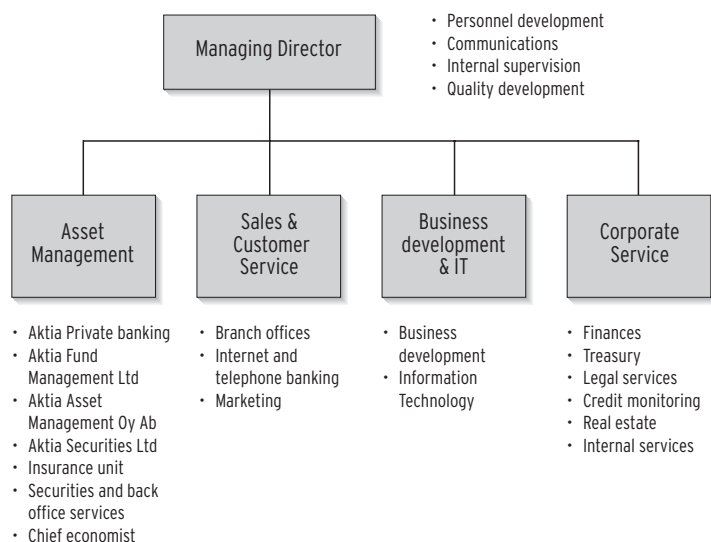 Managing Director
• Personnel development
• Communications
• Internal supervision
• Quality development
Asset
Management
Sales &
Customer
Service
Business
development
& IT
Corporate
Service
• Aktia Private banking
• Aktia Fund
Management Ltd
• Aktia Asset
Management Oy Ab
• Aktia Securities Ltd
• Insurance unit
• Securities and back
office services
• Chief economist
• Branch offices
• Internet and
telephone banking
• Marketing
• Business
development
• Information
Technology
• Finances
• Treasury
• Legal services
• Credit monitoring
• Real estate
• Internal services